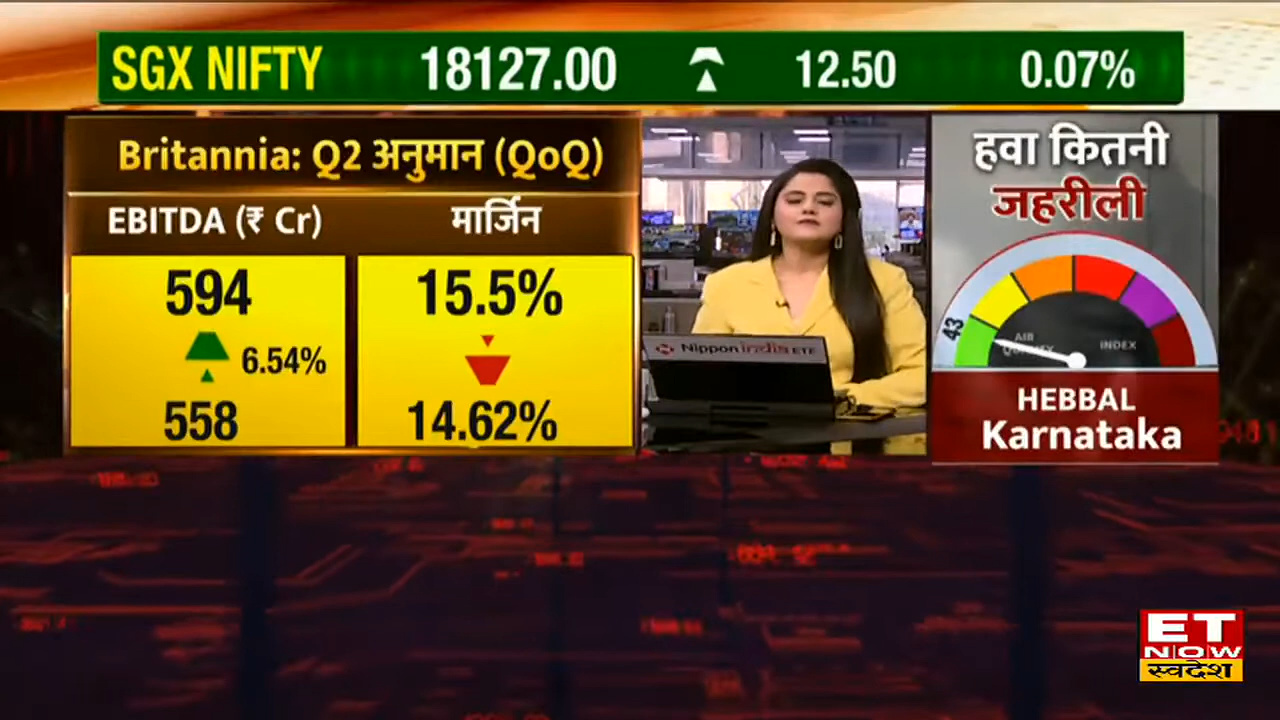 SGX NIFTY 18127.00 12.50 0.07%
Britannia: Q2 अनुमान (QoQ)
EBITDA (₹ Cr) मार्जिन
594 15.5%
6.54%
558 14.62%
Nippon india ETF
हवा कितनी
जहरीली
43
AIR
QUALITY INDEX
HEBBAL
Karnataka
ET
NOW
स्वदेश